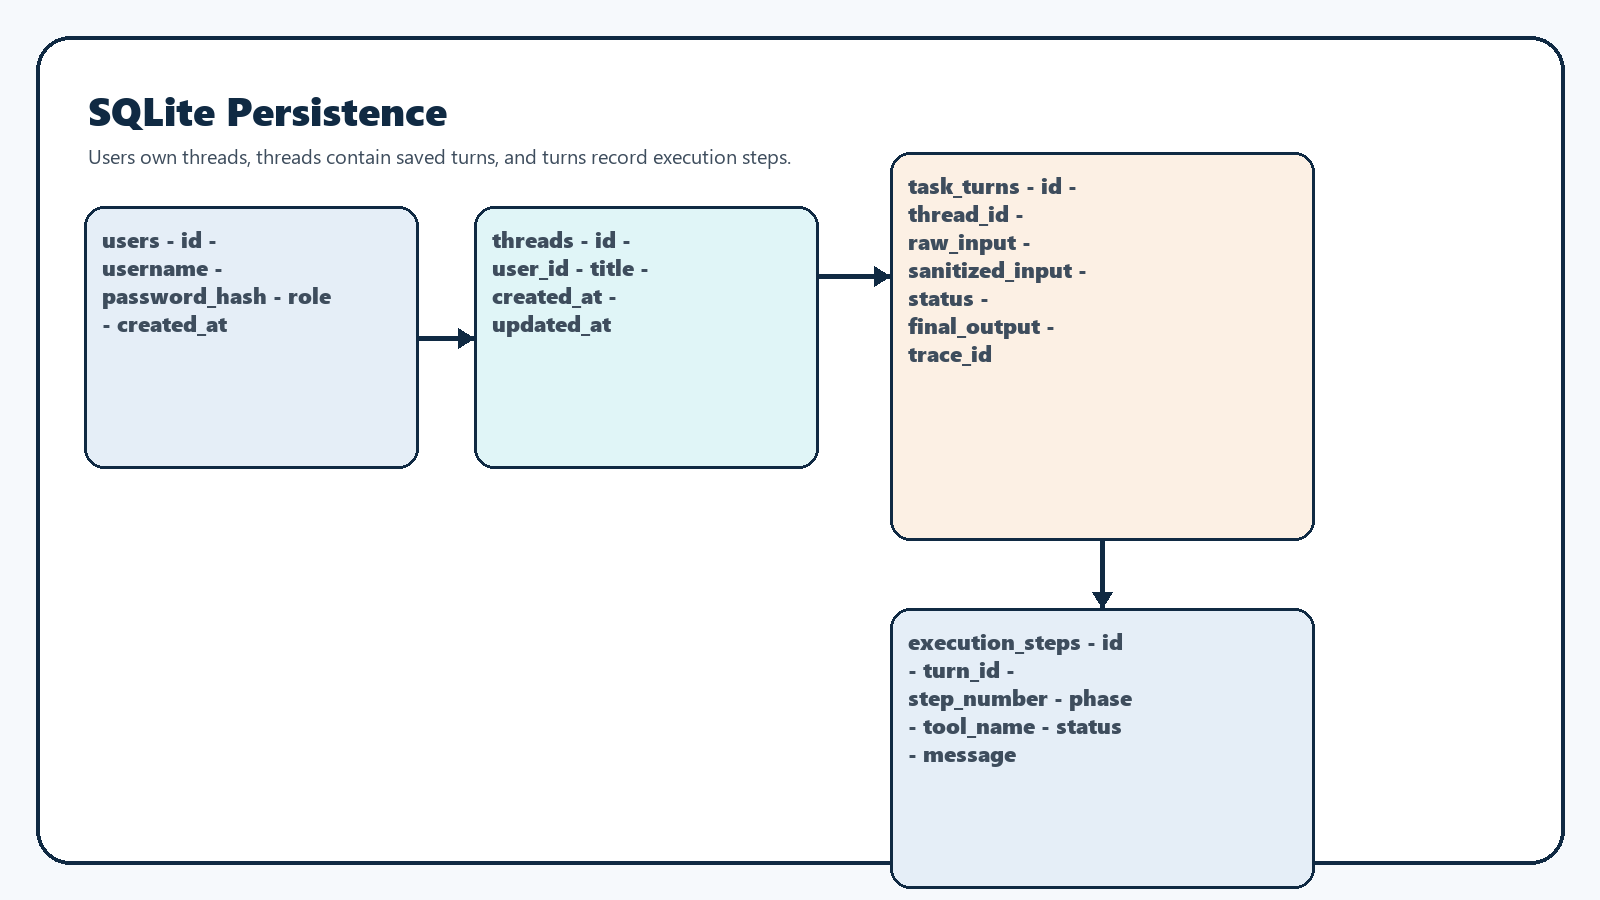 SQLite Persistence
Users own threads, threads contain saved turns, and turns record execution steps.
users - id -
username -
password_hash - role
- created_at
threads - id -
user_id - title -
created_at -
updated_at
task_turns - id -
thread_id -
raw_input -
sanitized_input -
status -
final_output -
trace_id
execution_steps - id
- turn_id -
step_number - phase
- tool_name - status
- message